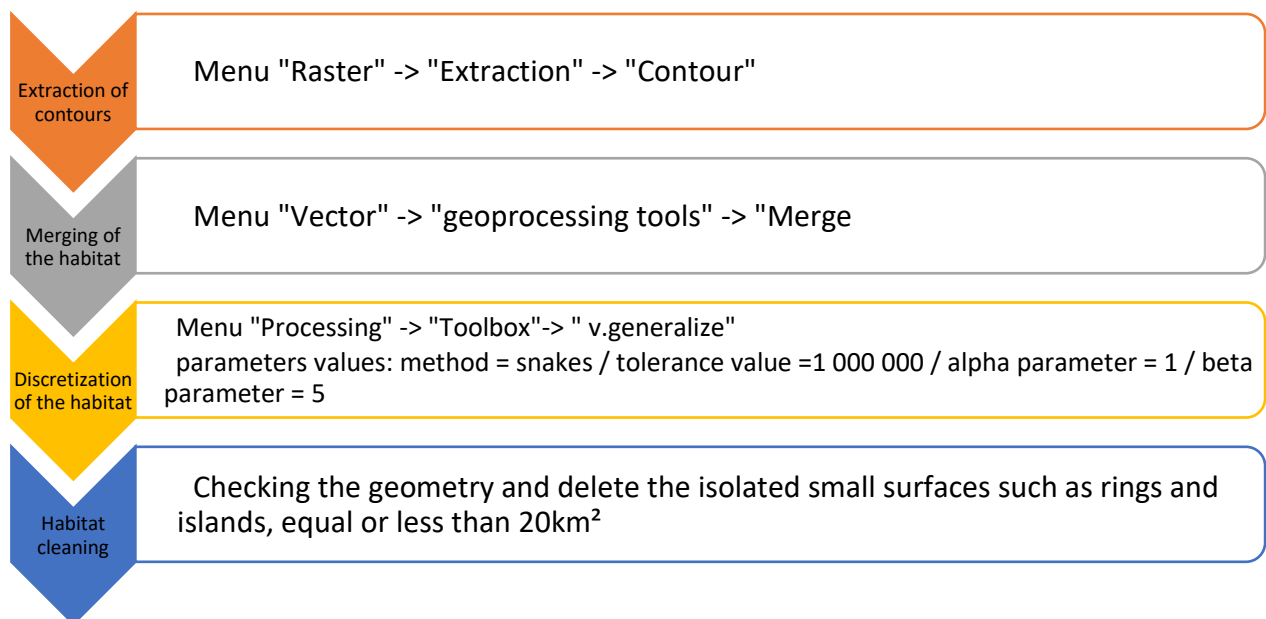 Extraction of
contours
Menu "Raster" -> "Extraction" -> "Contour"
Merging of
the habitat
Menu "Vector" -> "geoprocessing tools" -> "Merge
Discretization
of the habitat
Menu "Processing" -> "Toolbox"-> " v.generalize"
parameters values: method = snakes / tolerance value =1 000 000 / alpha parameter = 1 / beta
parameter = 5
Habitat
cleaning
Checking the geometry and delete the isolated small surfaces such as rings and
islands, equal or less than 20km²